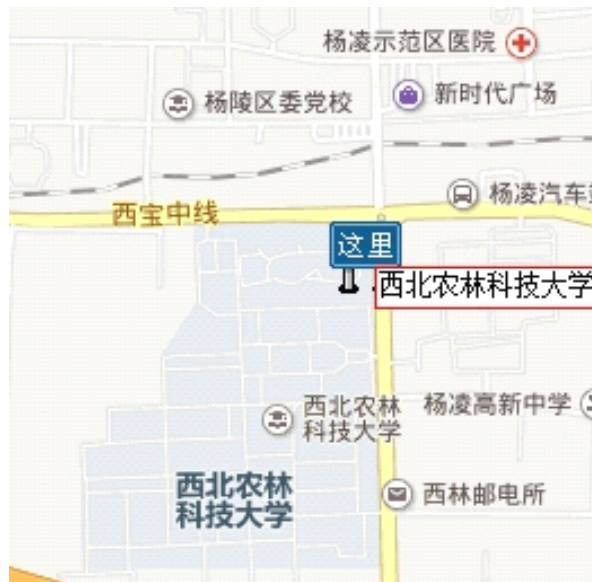 杨凌示范区医院
新时代广场
杨陵区委党校
杨凌汽车
西宝中线
这里
西北农林科技大学
西北农林
科技大学
杨凌高新中学
西北农林
科技大学
西林邮电所